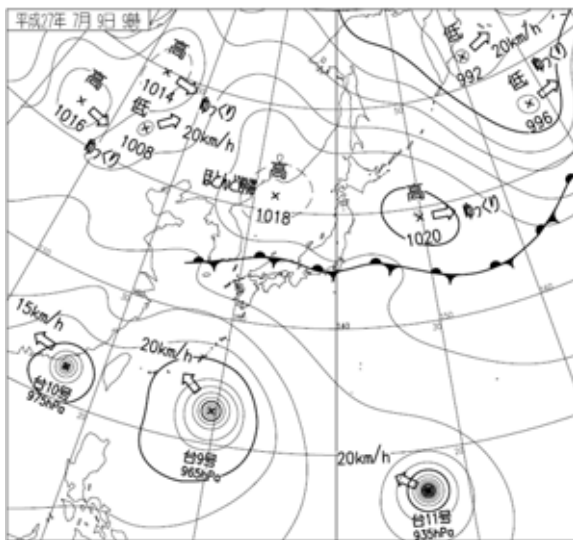 平成27年 7月 9日 9時
高
1014
ゆっくり
高
1016
ゆっくり
低
1008
20km/h
低
992
20km/h
低
996
ゆっくり
高
1018
ほとんど停滞
高
1020
ゆっくり
15km/h
台10号
975hPa
20km/h
台9号
965hPa
20km/h
台11号
935hPa